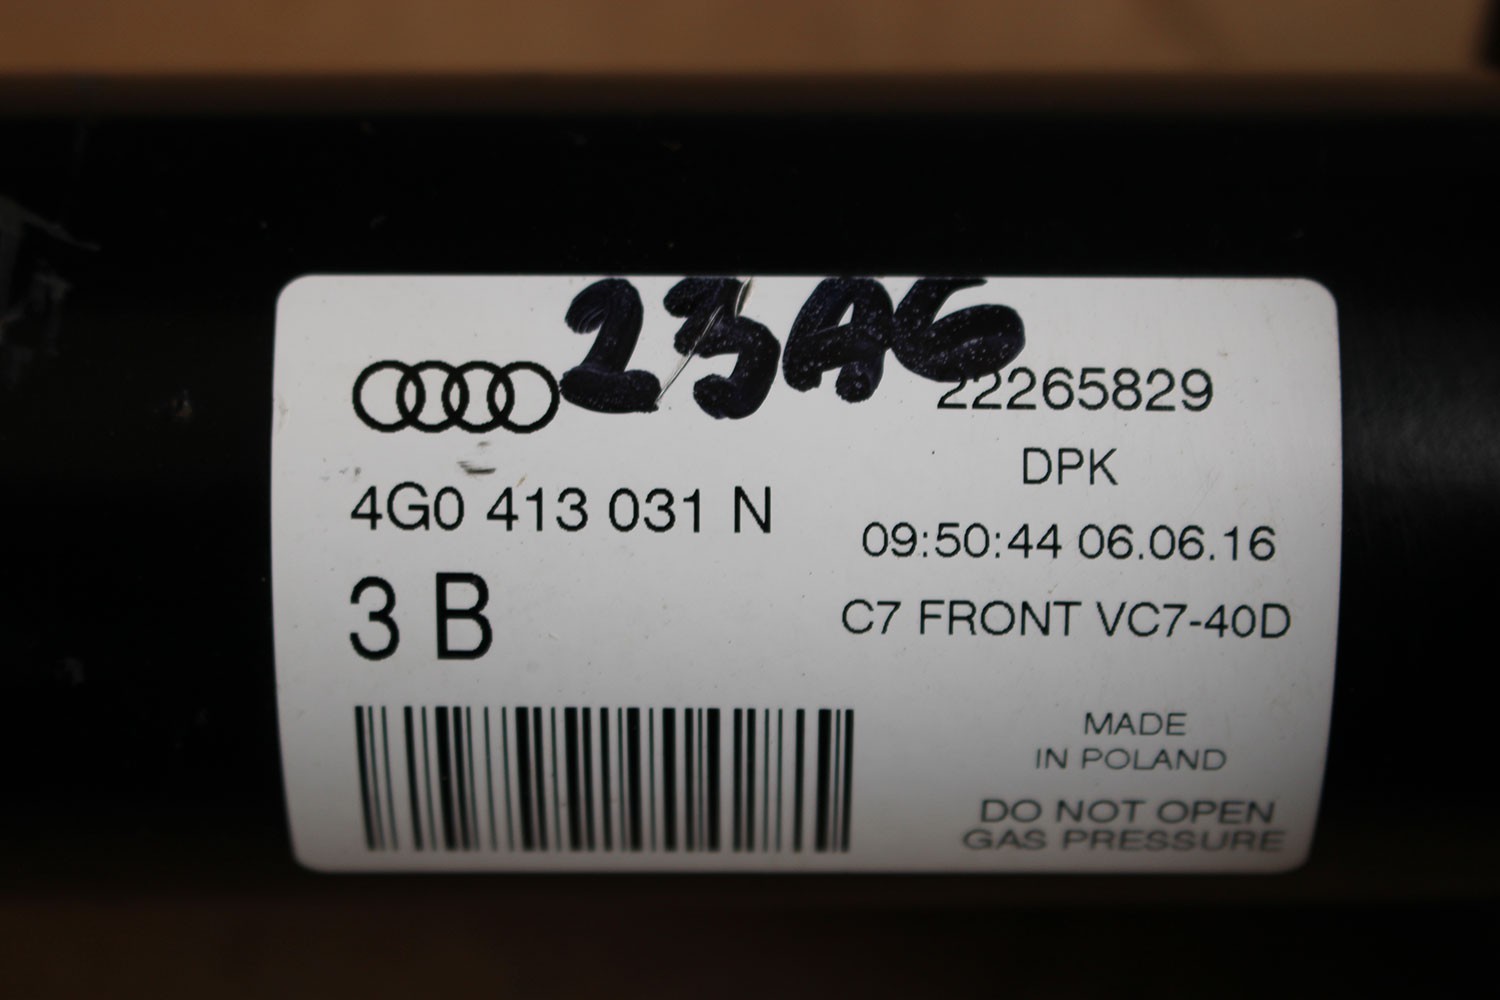 23AG
22265829
DPK
4G0 413 031 N
09:50:44 06.06.16
3 B
C7 FRONT VC7-40D
MADE
IN POLAND
DO NOT OPEN
GAS PRESSURE